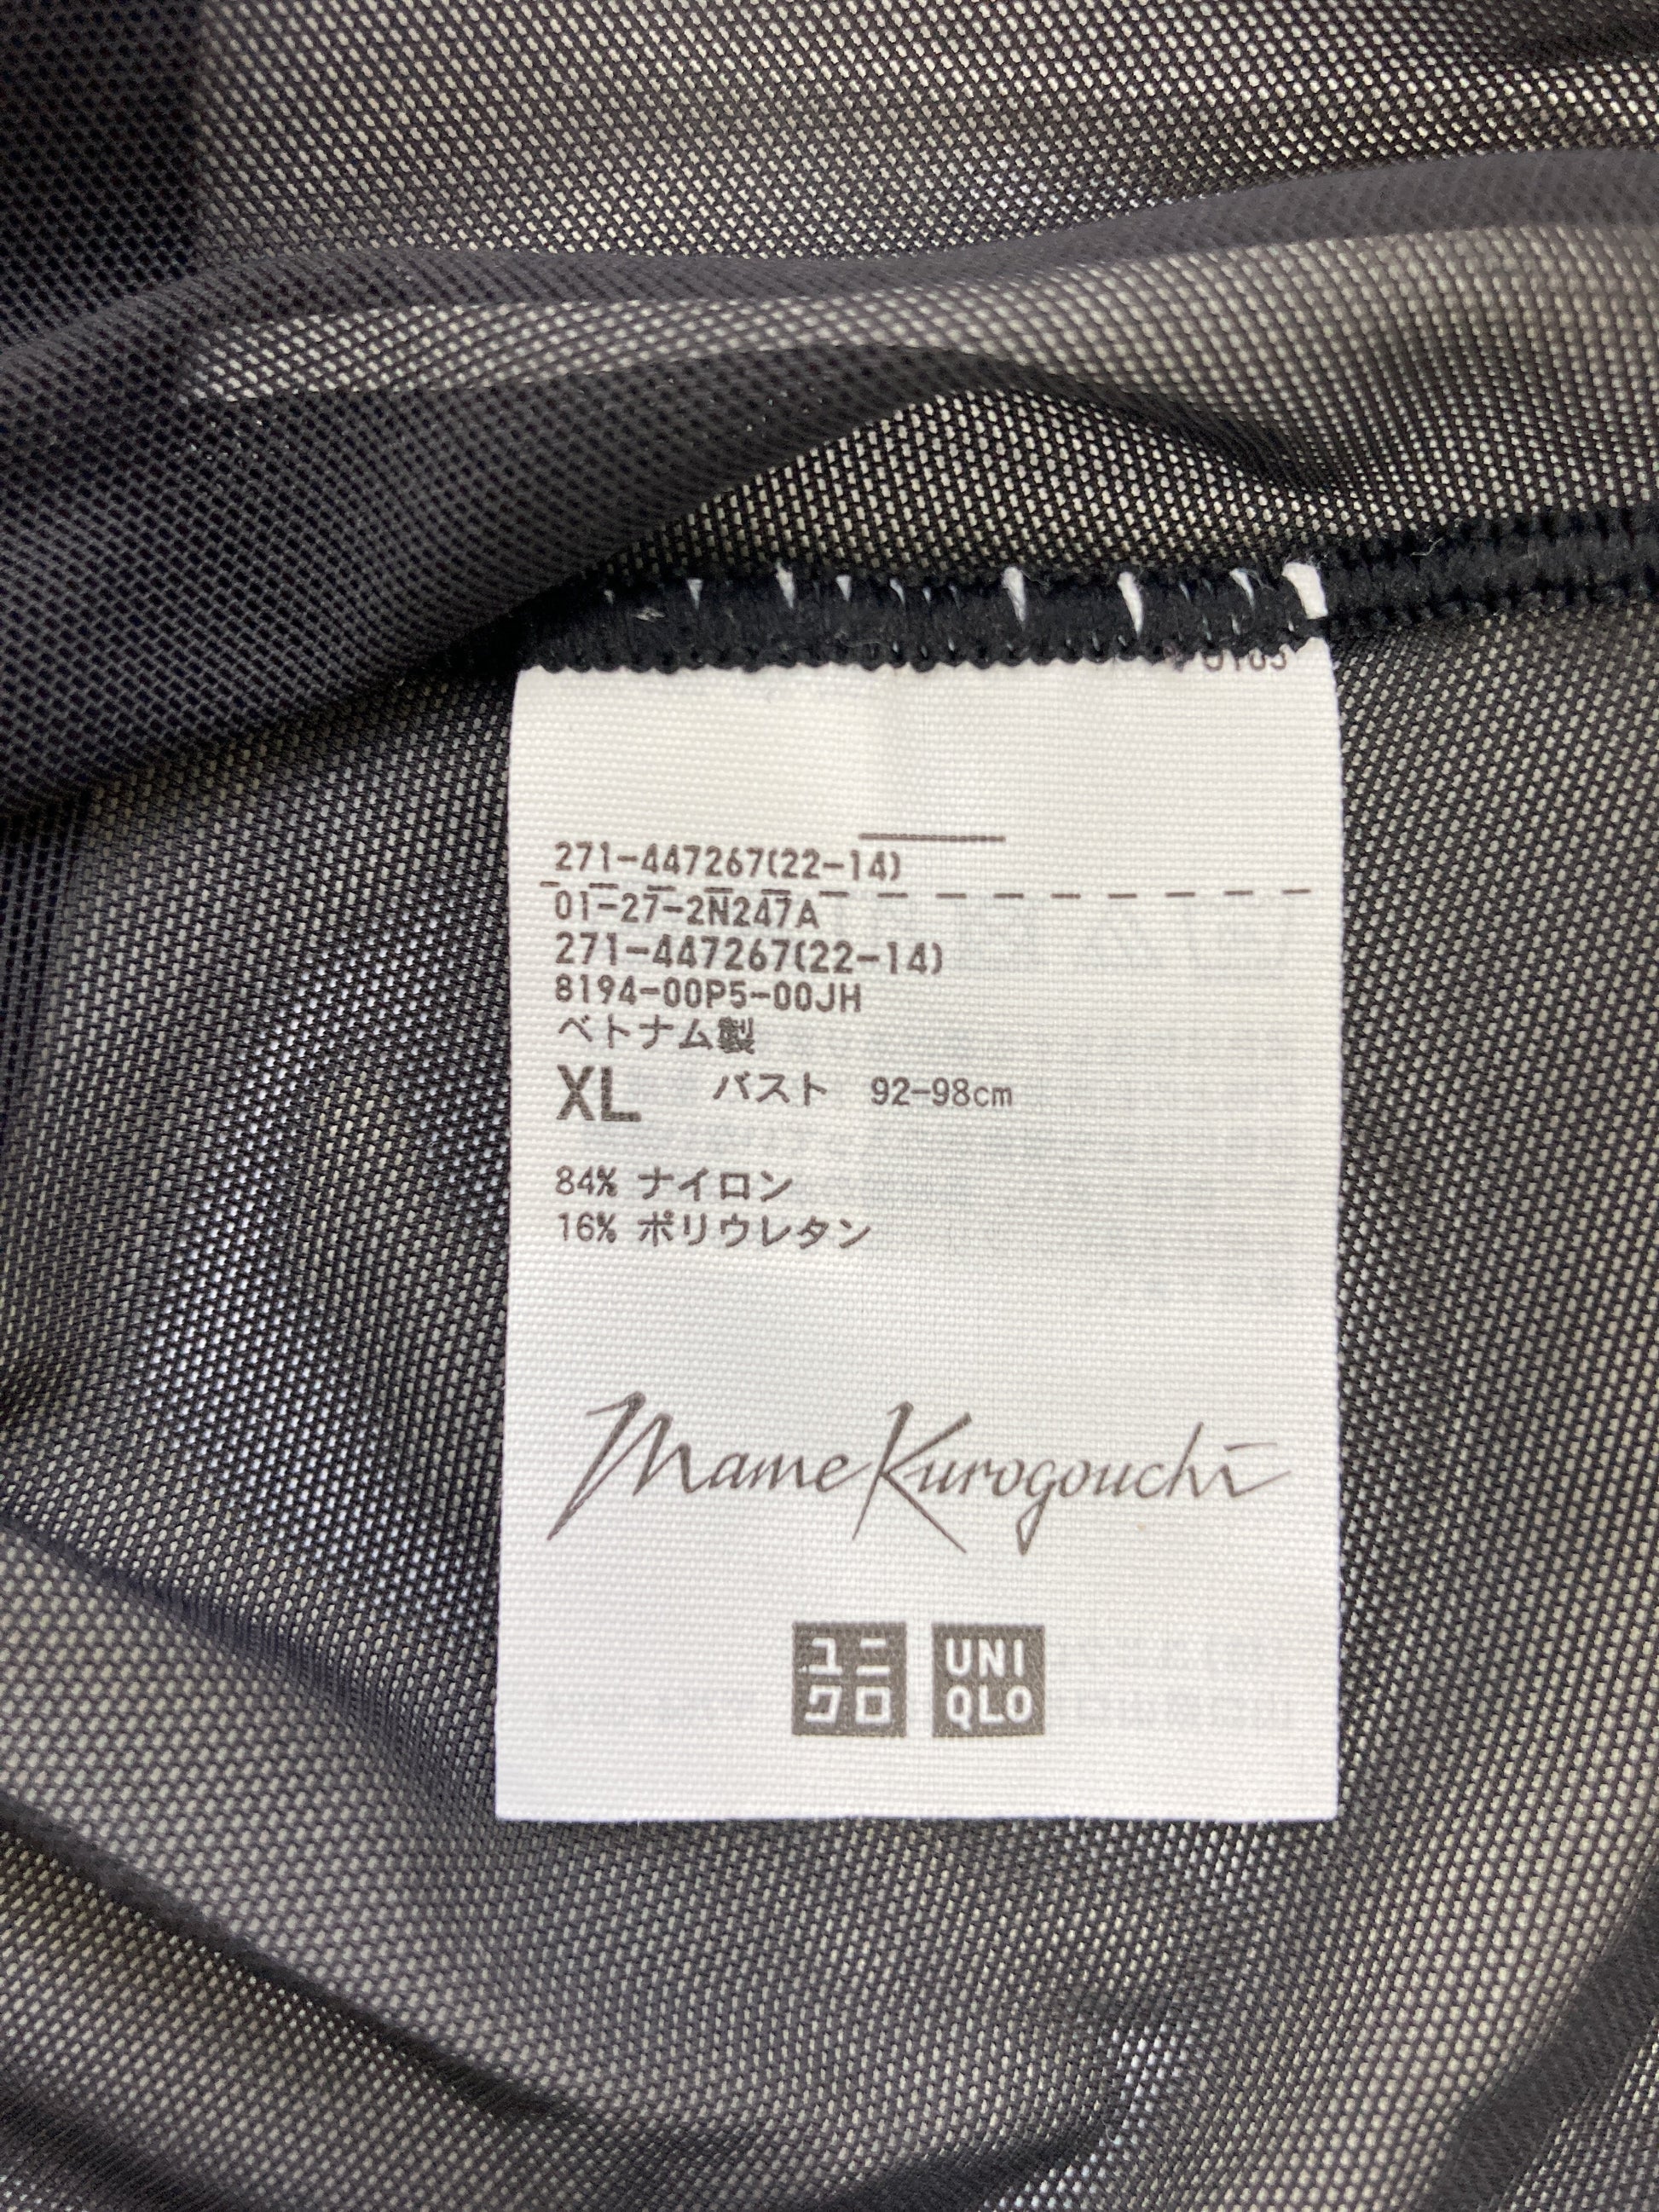 271-447267(22-14)
01-27-2N247A
271-447267(22-14)
8194-00P5-00JH
ベトナム製
XL バスト 92-98cm
84% ナイロン
16% ポリウレタン
Mame Kurogouchi
ユニ UNI
クロ QLO